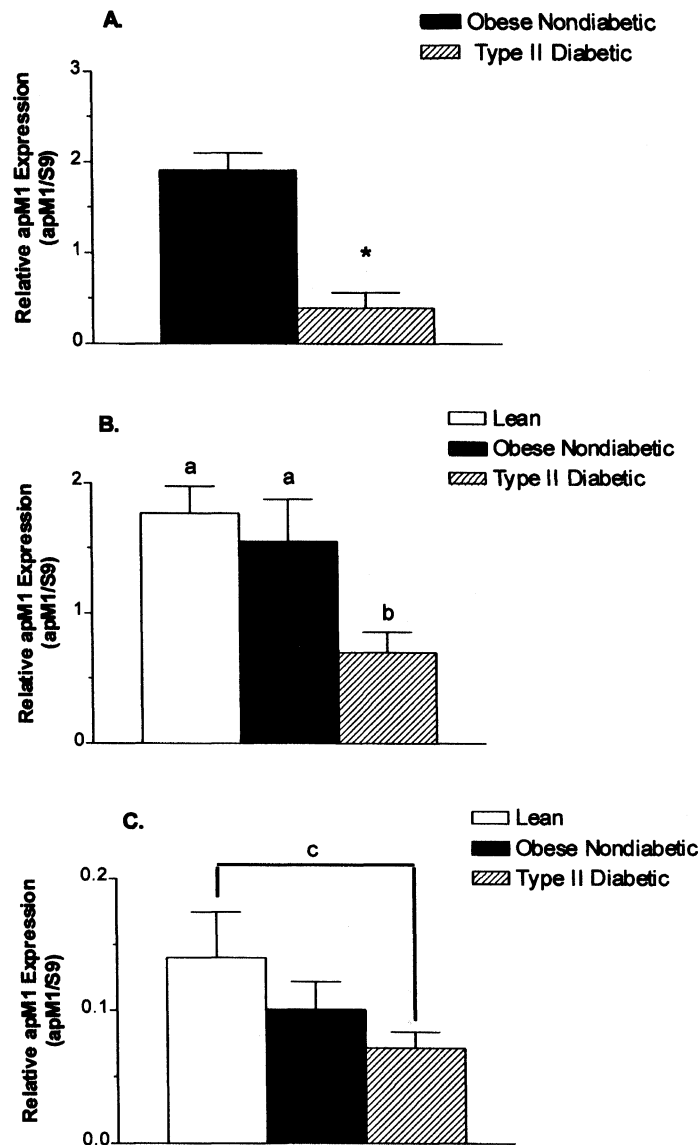 A.
Obese Nondiabetic
Type II Diabetic
Relative apM1 Expression
(apM1/S9)
3
2
1
0
*
B.
Lean
Obese Nondiabetic
Type II Diabetic
Relative apM1 Expression
(apM1/S9)
2
1
0
a
a
b
C.
Lean
Obese Nondiabetic
Type II Diabetic
Relative apM1 Expression
(apM1/S9)
0.2
0.1
0.0
c